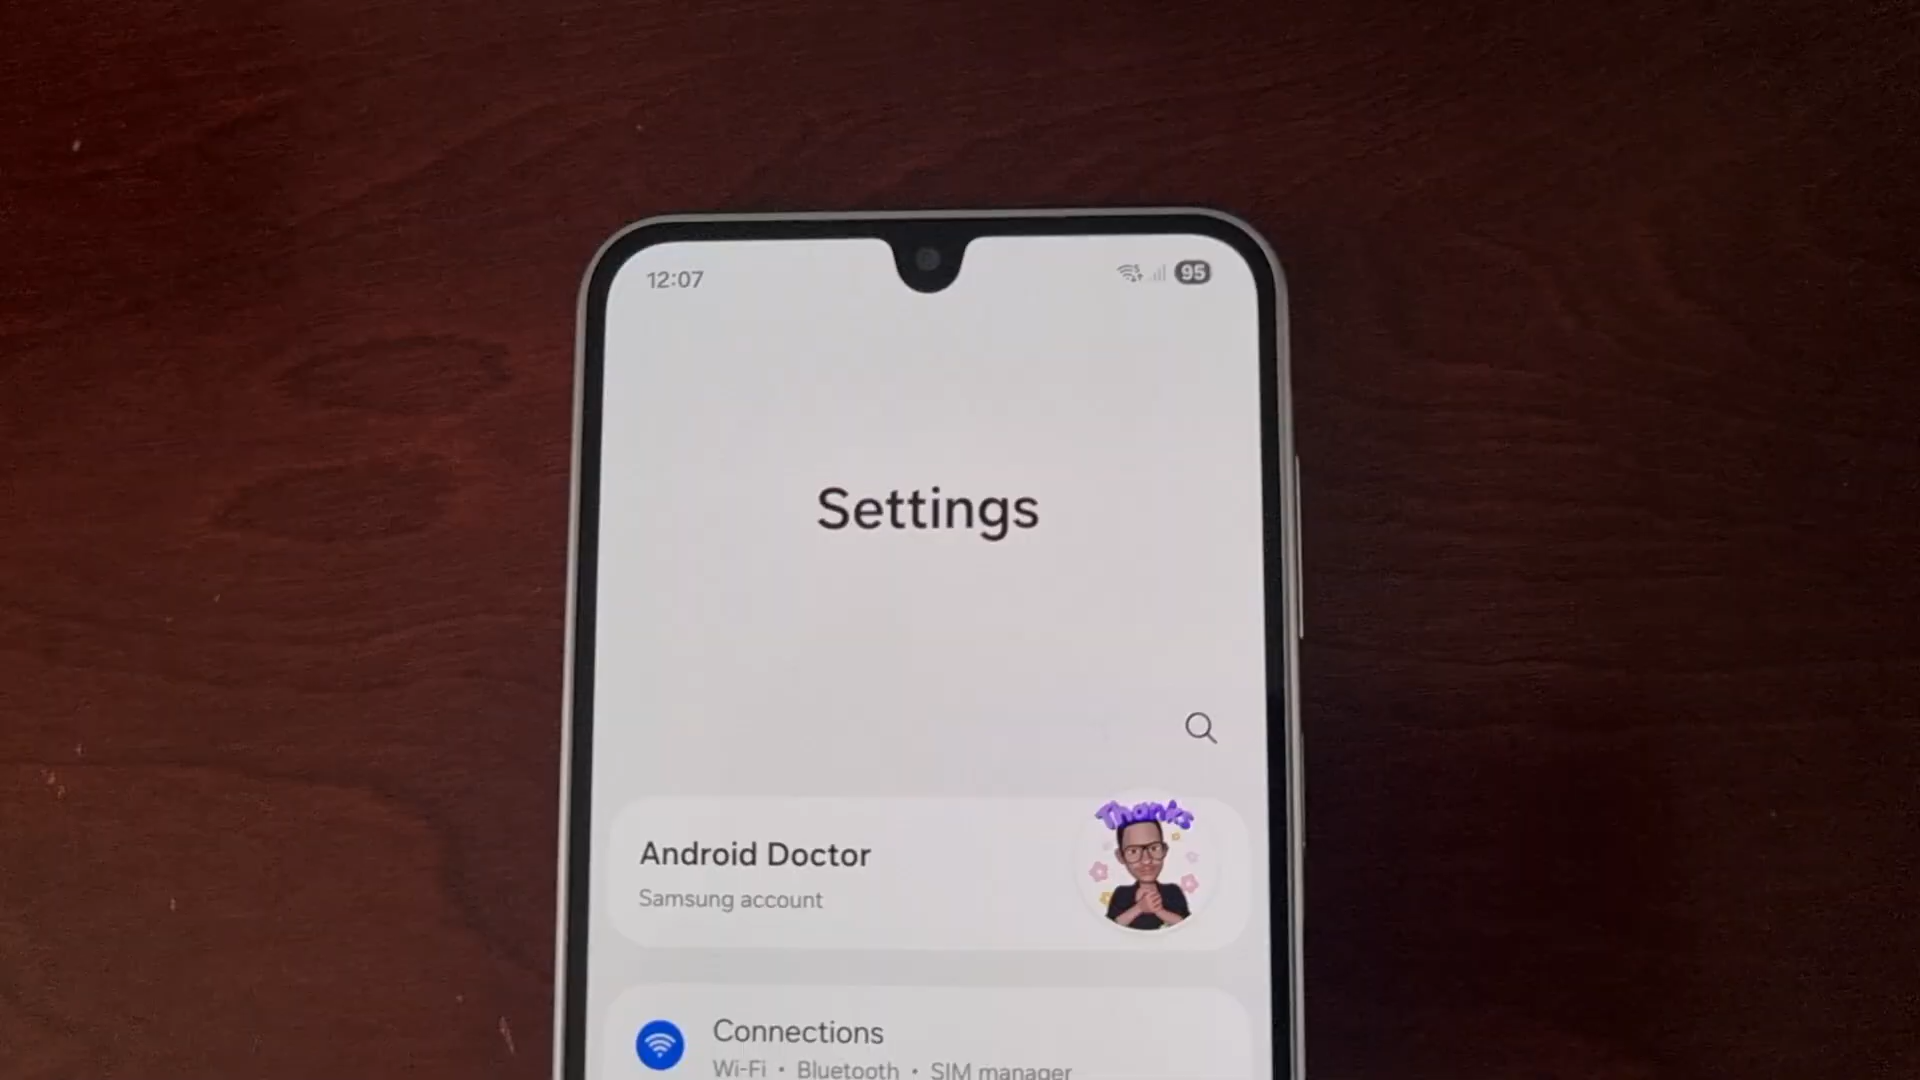 12:07
95
Settings
Thanks
Android Doctor
Samsung account
Connections
Wi-Fi • Bluetooth • SIM manager